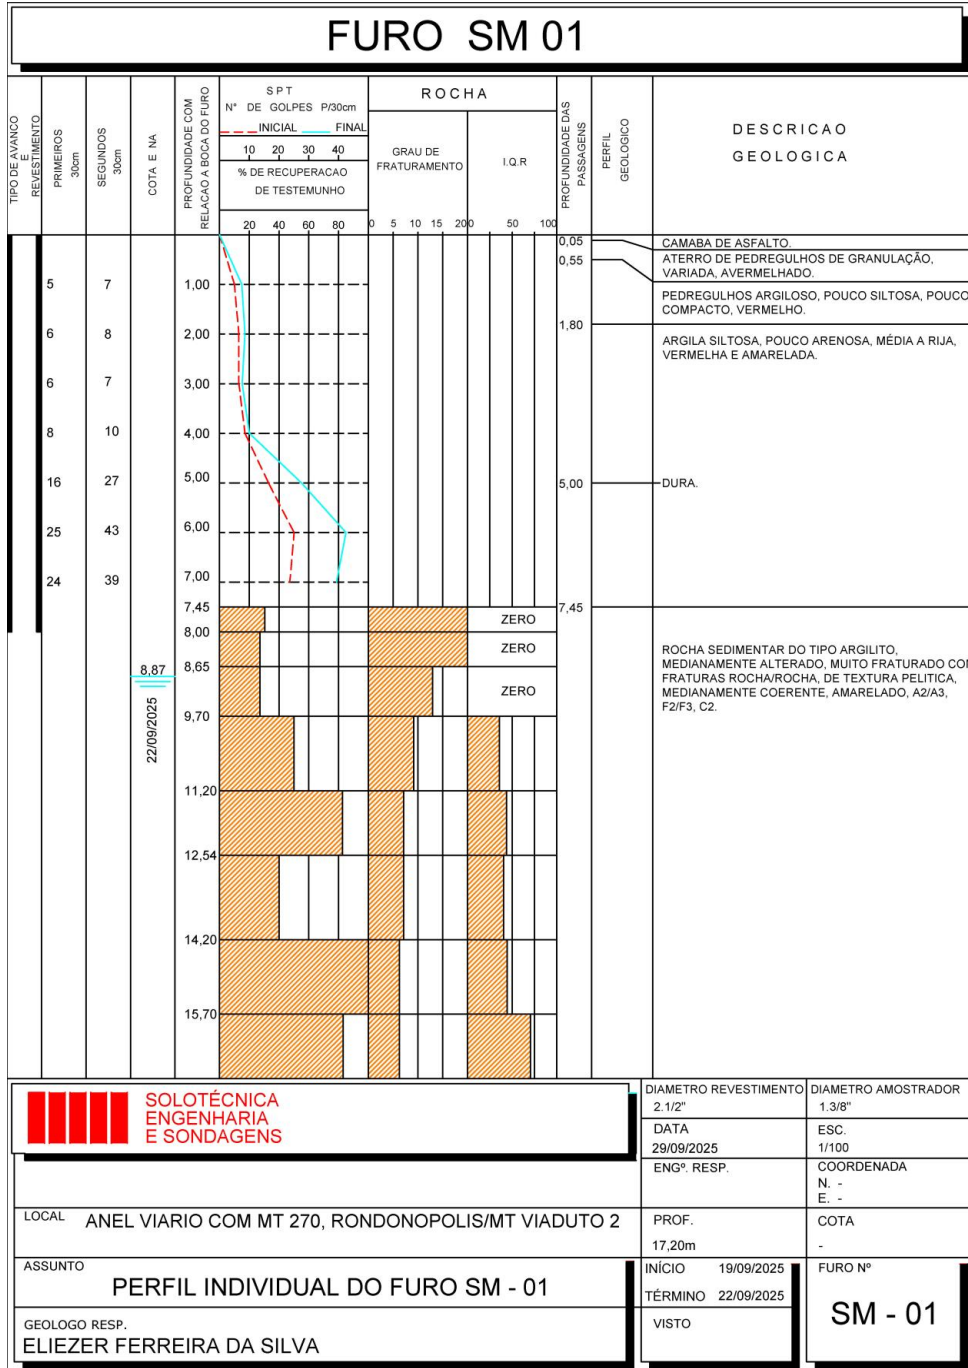 FURO SM 01
TIPO DE AVANCO
E
REVESTIMENTO
PRIMEIROS
30cm
SEGUNDOS
30cm
COTA E NA
PROFUNDIDADE COM
RELACAO A BOCA DO FURO
S P T
N° DE GOLPES P/30cm
INICIAL FINAL
10 20 30 40
% DE RECUPERACAO
DE TESTEMUNHO
20 40 60 80
ROCHA
GRAU DE
FRATURAMENTO
0 5 10 15 20
I.Q.R
0 50 100
PROFUNDIDADE DAS
PASSAGENS
PERFIL
GEOLOGICO
DESCRICAO
GEOLOGICA
0,05 CAMABA DE ASFALTO.
0,55 ATERRO DE PEDREGULHOS DE GRANULAÇÃO,
VARIADA, AVERMELHADO.
5 7 1,00
PEDREGULHOS ARGILOSO, POUCO SILTOSA, POUCO
COMPACTO, VERMELHO.
1,80
6 8 2,00
ARGILA SILTOSA, POUCO ARENOSA, MÉDIA A RIJA,
VERMELHA E AMARELADA.
6 7 3,00
8 10 4,00
16 27 5,00 5,00 DURA.
25 43 6,00
24 39 7,00
7,45 7,45
ZERO
8,00
ZERO
8,65
8,87
22/09/2025
ZERO
ROCHA SEDIMENTAR DO TIPO ARGILITO,
MEDIANAMENTE ALTERADO, MUITO FRATURADO CO
FRATURAS ROCHA/ROCHA, DE TEXTURA PELITICA,
MEDIANAMENTE COERENTE, AMARELADO, A2/A3,
F2/F3, C2.
9,70
11,20
12,54
14,20
15,70
SOLOTÉCNICA
ENGENHARIA
E SONDAGENS
DIAMETRO REVESTIMENTO
2.1/2"
DIAMETRO AMOSTRADOR
1.3/8"
DATA
29/09/2025
ESC.
1/100
ENGº. RESP.
COORDENADA
N. -
E. -
LOCAL ANEL VIARIO COM MT 270, RONDONOPOLIS/MT VIADUTO 2
PROF.
17,20m
COTA
-
ASSUNTO
PERFIL INDIVIDUAL DO FURO SM - 01
INÍCIO 19/09/2025
TÉRMINO 22/09/2025
FURO Nº
SM - 01
GEOLOGO RESP.
ELIEZER FERREIRA DA SILVA
VISTO